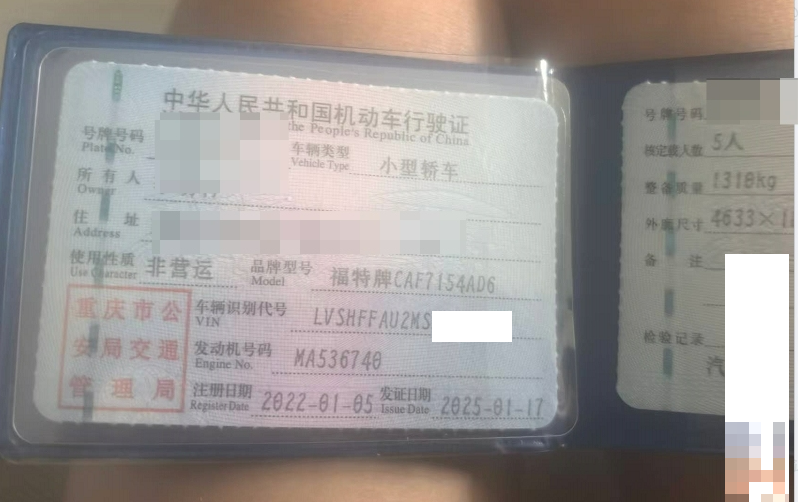 中华人民共和国机动车行驶证
the People's Republic of China
号牌号码
Plate No.
车辆类型 小型轿车
Vehicle Type
所有人
Owner
住址
Address
使用性质 非营运 品牌型号 福特牌CAF7154AD6
Use Character Model
重庆市公
安局交通
管理局
车辆识别代号 LVSHFFAU2MS
VIN
发动机号码 MA536740
Engine No.
注册日期 2022-01-05 发证日期 2025-01-17
Register Date Issue Date
号牌号码
核定载人数 5人
整备质量 1318kg
外廓尺寸 4633×1
备注
检验记录
汽